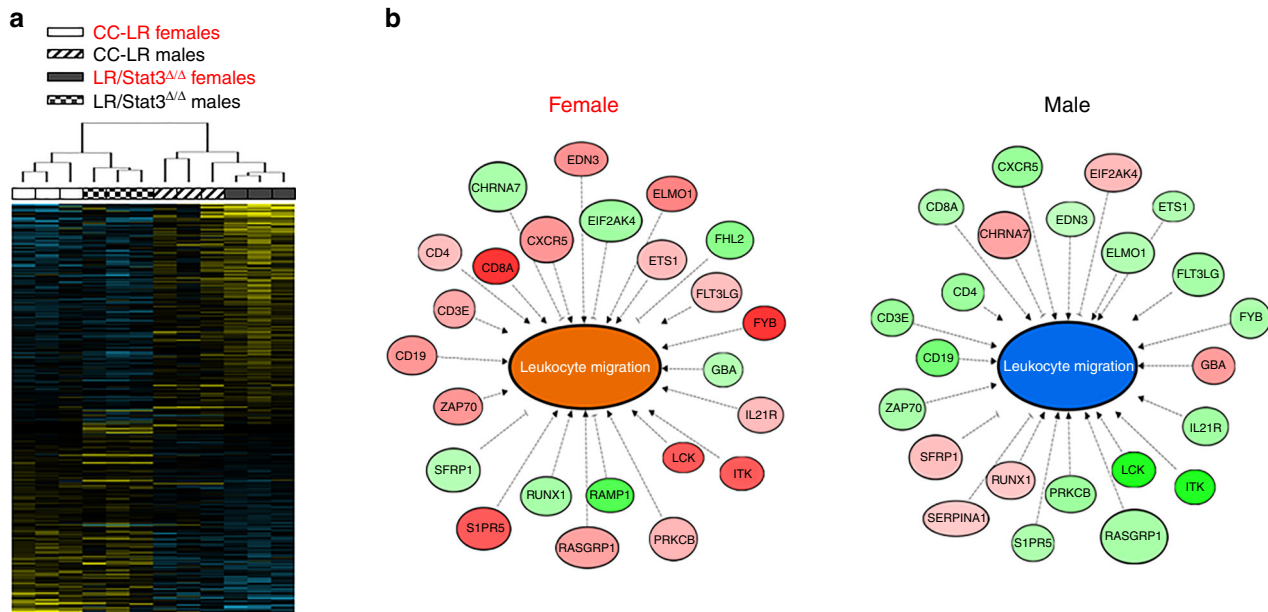 a
CC-LR females
CC-LR males
LR/Stat3Δ/Δ females
LR/Stat3Δ/Δ males
b
Female
EDN3
CHRNA7
ELMO1
EIF2AK4
CXCR5
FHL2
CD4
CD8A
ETS1
FLT3LG
CD3E
FYB
CD19
Leukocyte migration
GBA
ZAP70
IL21R
SFRP1
LCK
ITK
RUNX1
RAMP1
S1PR5
RASGRP1
PRKCB
Male
CXCR5
EIF2AK4
CD8A
ETS1
EDN3
CHRNA7
ELMO1
FLT3LG
CD4
CD3E
FYB
CD19
Leukocyte migration
GBA
ZAP70
IL21R
SFRP1
LCK
RUNX1
ITK
PRKCB
SERPINA1
S1PR5
RASGRP1